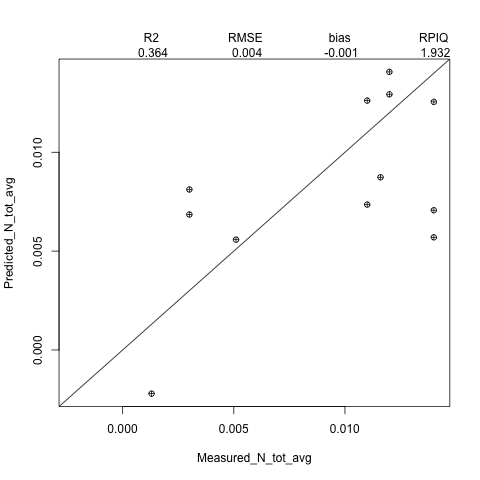 R2 RMSE bias RPIQ
0.364 0.004 -0.001 1.932
Predicted_N_tot_avg
0.010
0.005
0.000
0.000 0.005 0.010
Measured_N_tot_avg